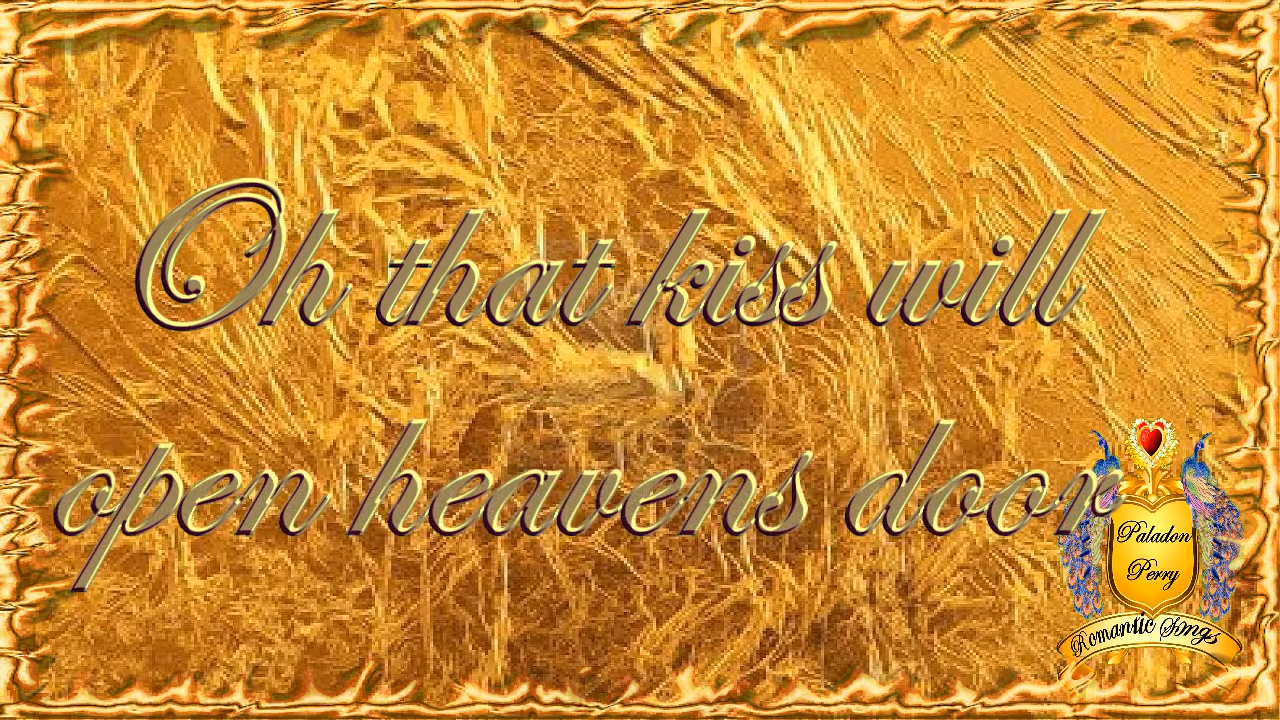 Oh that kiss will
open heavens door
Paladon
Perry
Romantic Songs